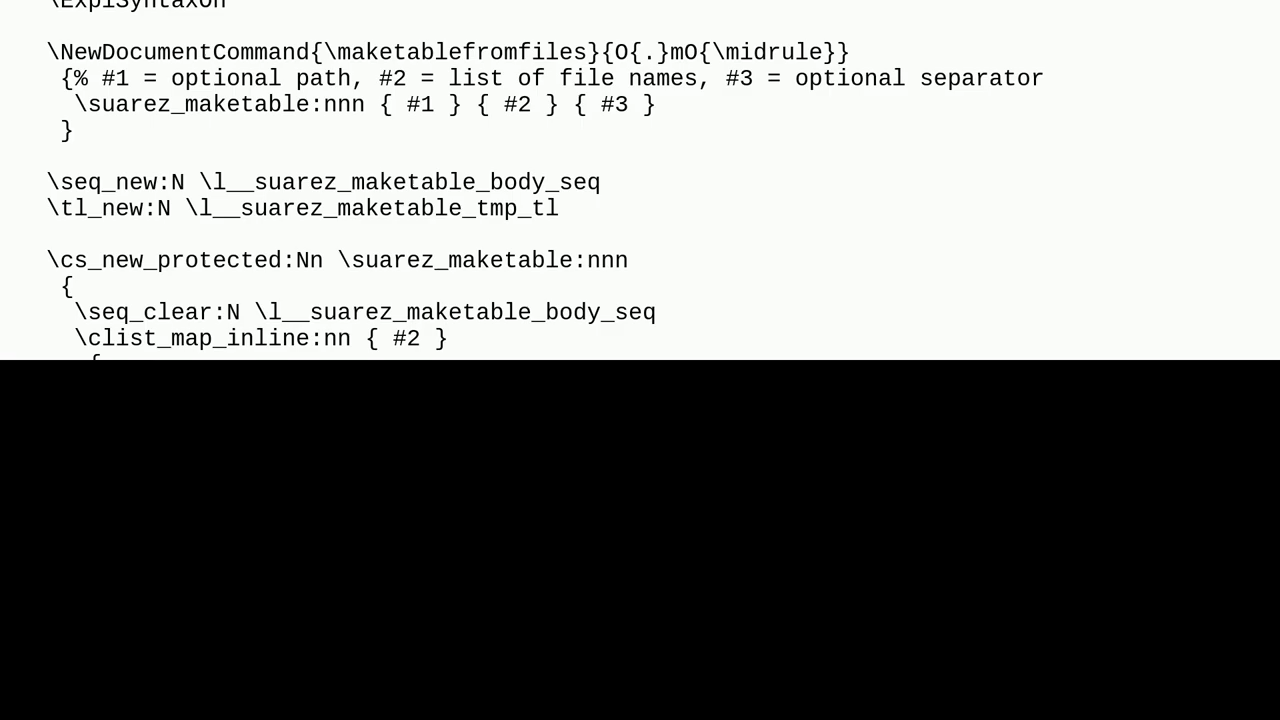 \ExplSyntaxOn
\NewDocumentCommand{\maketablefromfiles}{O{.}mO{\midrule}}
{% #1 = optional path, #2 = list of file names, #3 = optional separator
\suarez_maketable:nnn { #1 } { #2 } { #3 }
}
\seq_new:N \l__suarez_maketable_body_seq
\tl_new:N \l__suarez_maketable_tmp_tl
\cs_new_protected:Nn \suarez_maketable:nnn
{
\seq_clear:N \l__suarez_maketable_body_seq
\clist_map_inline:nn { #2 }
{